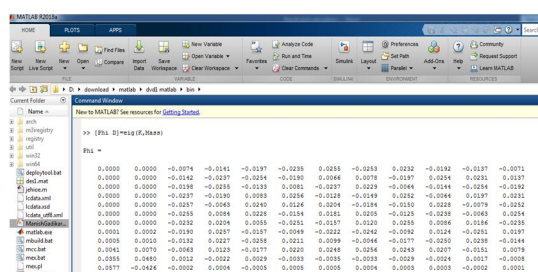 MATLAB R2018a
HOME PLOTS APPS
New Script
New Live Script
New
Open
Find Files
Compare
Import Data
Save Workspace
New Variable
Open Variable
Clear Workspace
Favorites
Analyze Code
Run and Time
Clear Commands
Simulink
Layout
Preferences
Set Path
Parallel
Add-Ons
Help
Community
Request Support
Learn MATLAB
FILE VARIABLE CODE SIMULINK ENVIRONMENT RESOURCES
D: download matlab dvd1 matlab bin
Current Folder
Command Window
Name
New to MATLAB? See resources for Getting Started.
arch
m3iregistry
registry
util
win32
win64
deploytool.bat
des1.mat
lcdata.xml
lcdata.xsd
lcdata_utf8.xml
ManishGadikar...
matlab.exe
mbuild.bat
mcc.bat
mex.bat
mex.pl
>> [Phi D]=eig(K,Mass)
Phi =
0.0000 0.0000 -0.0074 -0.0141 -0.0197 -0.0235 0.0255 -0.0253 0.0232 -0.0192 -0.0137 -0.0071
0.0000 0.0000 -0.0142 -0.0237 -0.0254 -0.0190 0.0066 0.0078 -0.0197 0.0254 0.0231 0.0137
0.0000 0.0000 -0.0198 -0.0255 -0.0133 0.0081 -0.0237 0.0229 -0.0064 -0.0144 -0.0254 -0.0192
0.0000 0.0000 -0.0237 -0.0190 0.0083 0.0256 -0.0128 -0.0149 0.0252 -0.0064 0.0197 0.0231
0.0000 0.0000 -0.0257 -0.0063 0.0240 0.0126 0.0204 -0.0184 -0.0150 0.0228 -0.0079 -0.0252
0.0000 0.0000 -0.0255 0.0084 0.0228 -0.0154 0.0181 0.0205 -0.0125 -0.0238 -0.0063 0.0254
0.0000 0.0000 -0.0232 0.0204 0.0055 -0.0251 -0.0157 0.0120 0.0255 0.0086 0.0186 -0.0235
0.0001 0.0002 -0.0190 0.0257 -0.0157 -0.0049 -0.0222 -0.0242 -0.0092 0.0124 -0.0251 0.0197
0.0005 0.0010 -0.0132 0.0227 -0.0258 0.0211 0.0099 -0.0046 -0.0177 -0.0250 0.0238 -0.0144
0.0041 0.0070 -0.0063 0.0123 -0.0177 0.0220 0.0248 0.0256 0.0243 0.0207 -0.0151 0.0079
0.0355 0.0480 0.0012 -0.0022 0.0029 -0.0033 -0.0035 -0.0033 -0.0029 -0.0024 0.0017 -0.0008
0.0577 -0.0426 -0.0002 0.0004 -0.0005 0.0005 0.0005 0.0004 0.0003 0.0003 -0.0002 0.0001